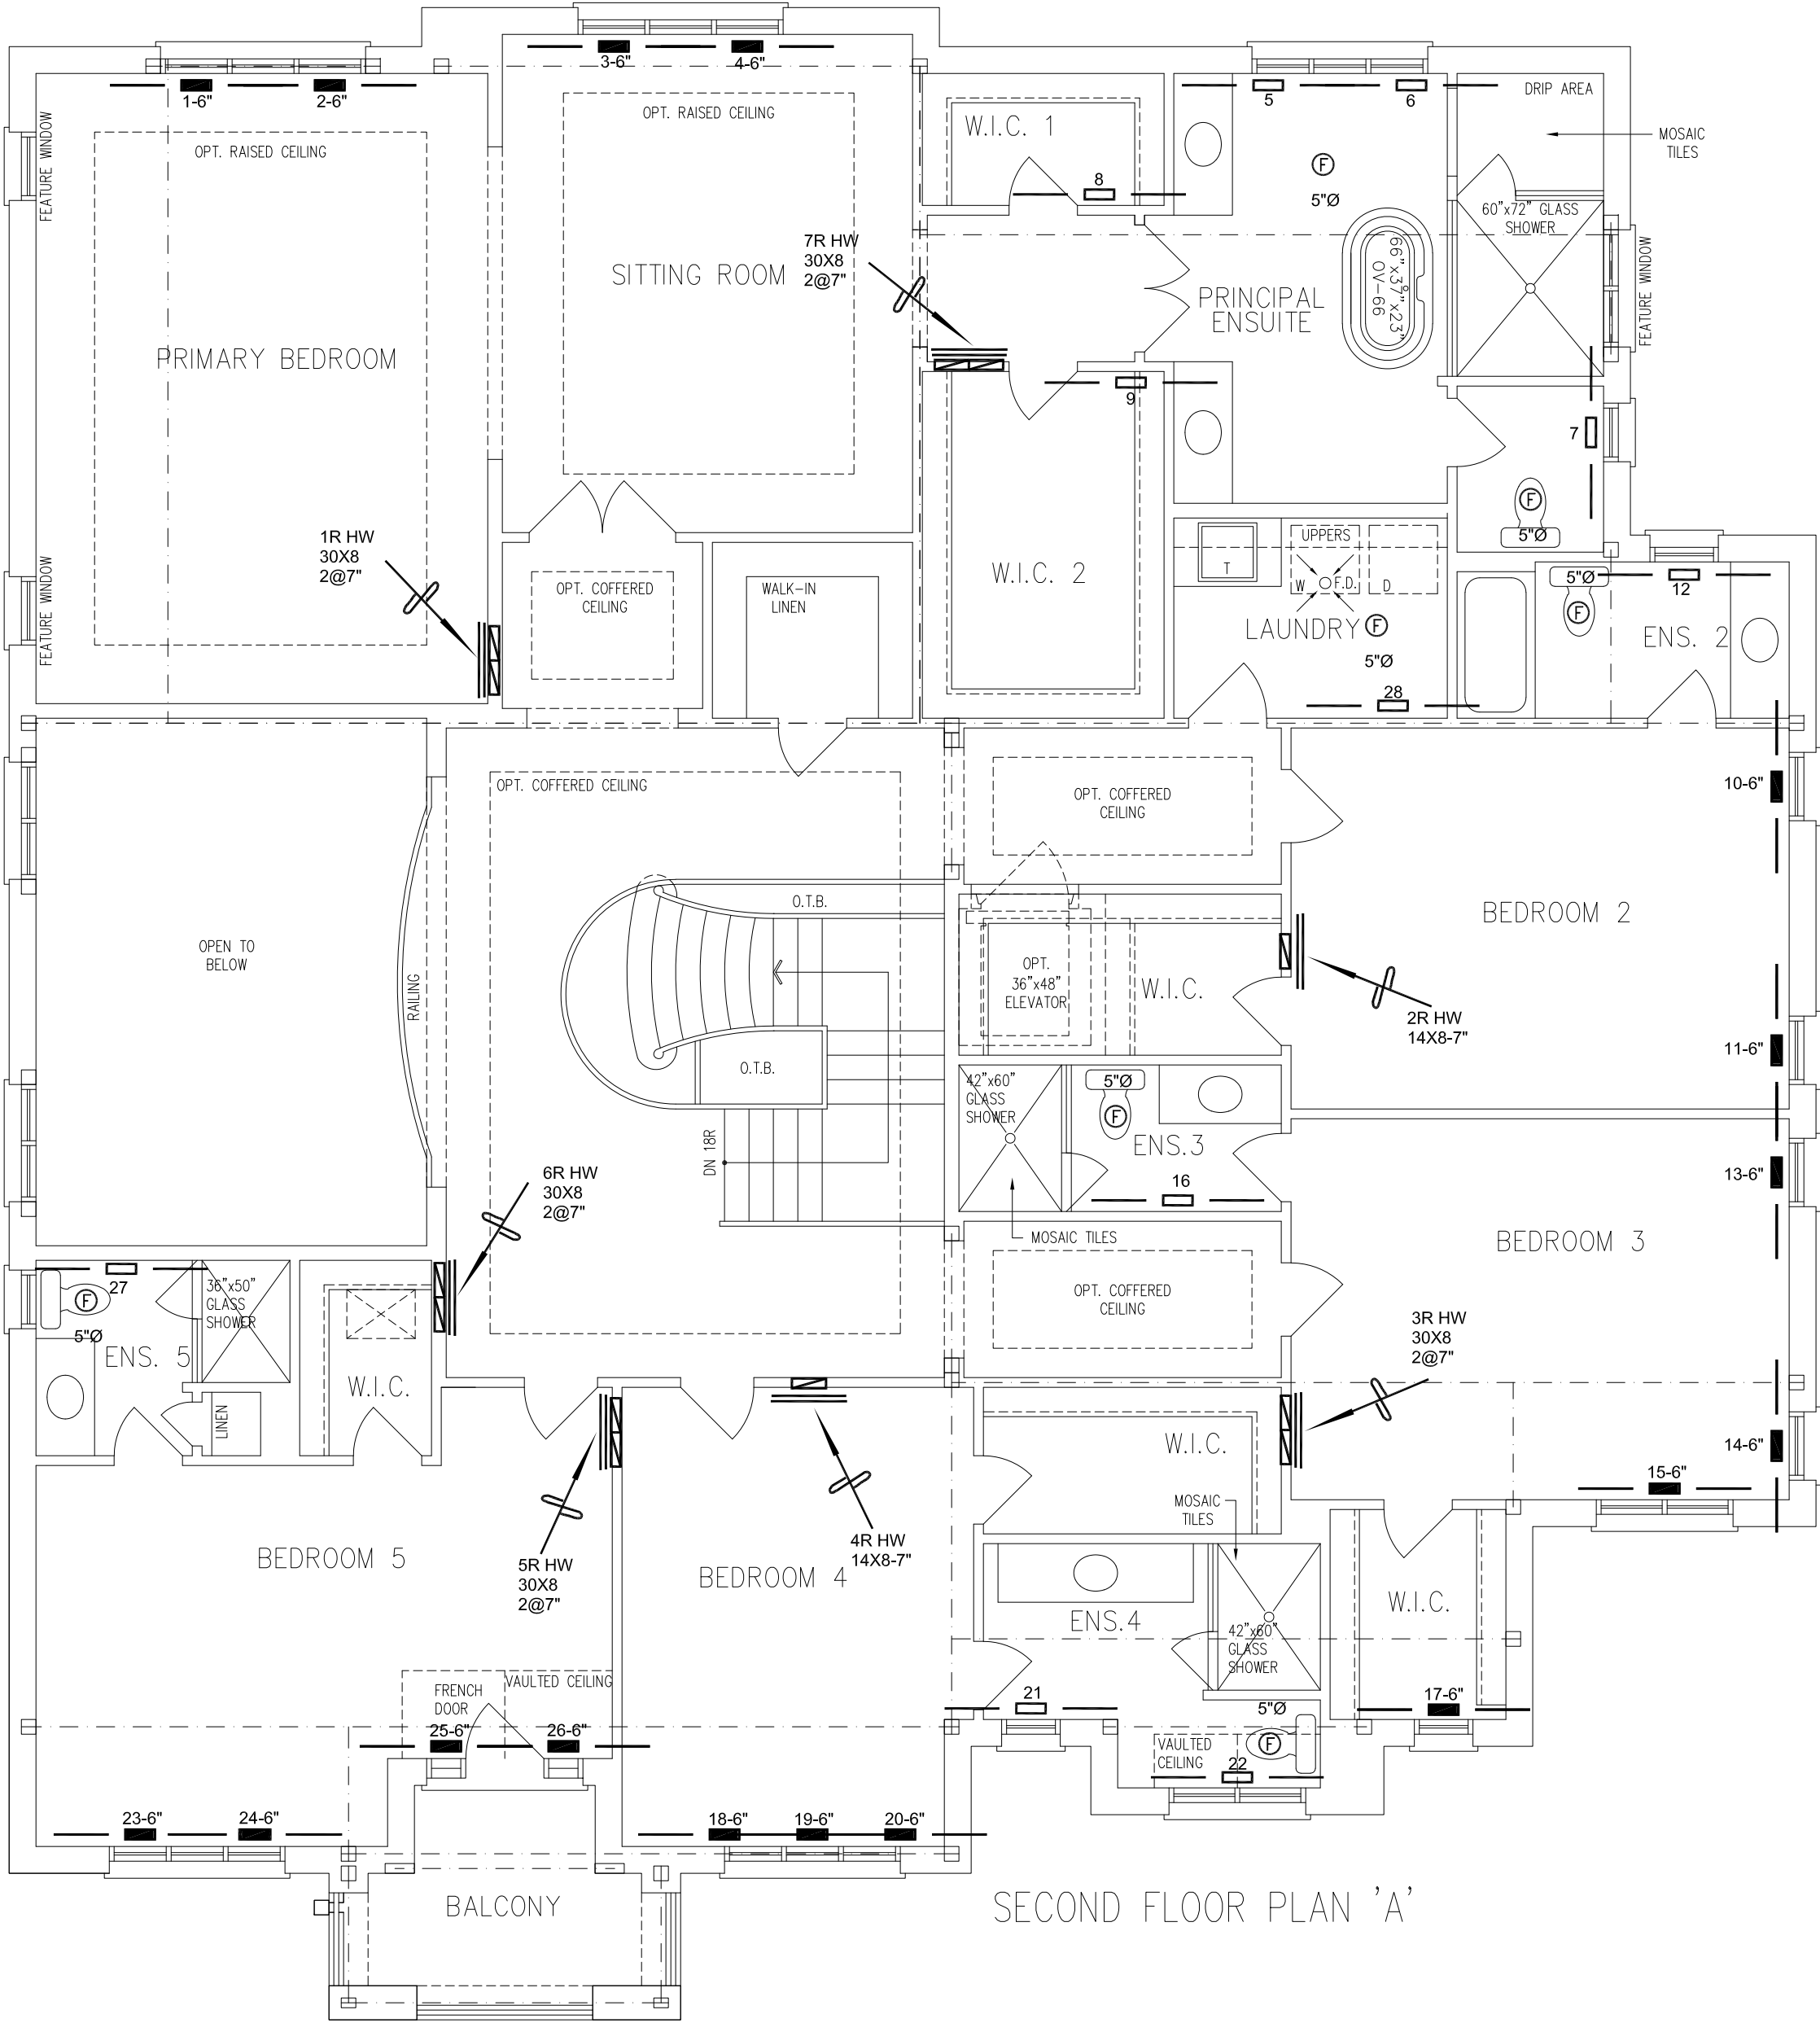 3-6"
4-6"
1-6"
2-6"
5
6
DRIP AREA
OPT. RAISED CEILING
W.I.C. 1
MOSAIC
TILES
FEATURE WINDOW
OPT. RAISED CEILING
F
5"Ø
8
60"x72" GLASS
SHOWER
7R HW
30X8
2@7"
SITTING ROOM
66"x37"x23"
OV-66
FEATURE WINDOW
PRINCIPAL
ENSUITE
PRIMARY BEDROOM
9
7
F
5"Ø
1R HW
30X8
2@7"
FEATURE WINDOW
OPT. COFFERED
CEILING
WALK-IN
LINEN
W.I.C. 2
UPPERS
T
W
F.D.
D
LAUNDRY
F
5"Ø
28
5"Ø
F
12
ENS. 2
OPT. COFFERED CEILING
OPT. COFFERED
CEILING
10-6"
O.T.B.
BEDROOM 2
OPEN TO
BELOW
RAILING
OPT.
36"x48"
ELEVATOR
W.I.C.
2R HW
14X8-7"
11-6"
O.T.B.
42"x60"
GLASS
SHOWER
5"Ø
F
ENS.3
DN 18R
6R HW
30X8
2@7"
16
13-6"
MOSAIC TILES
BEDROOM 3
27
F
5"Ø
36"x50"
GLASS
SHOWER
ENS. 5
W.I.C.
OPT. COFFERED
CEILING
3R HW
30X8
2@7"
LINEN
W.I.C.
14-6"
15-6"
MOSAIC
TILES
BEDROOM 5
5R HW
30X8
2@7"
BEDROOM 4
4R HW
14X8-7"
ENS.4
42"x60"
GLASS
SHOWER
W.I.C.
FRENCH
DOOR
VAULTED CEILING
21
17-6"
5"Ø
F
25-6"
26-6"
VAULTED
CEILING
22
23-6"
24-6"
18-6"
19-6"
20-6"
BALCONY
SECOND FLOOR PLAN 'A'